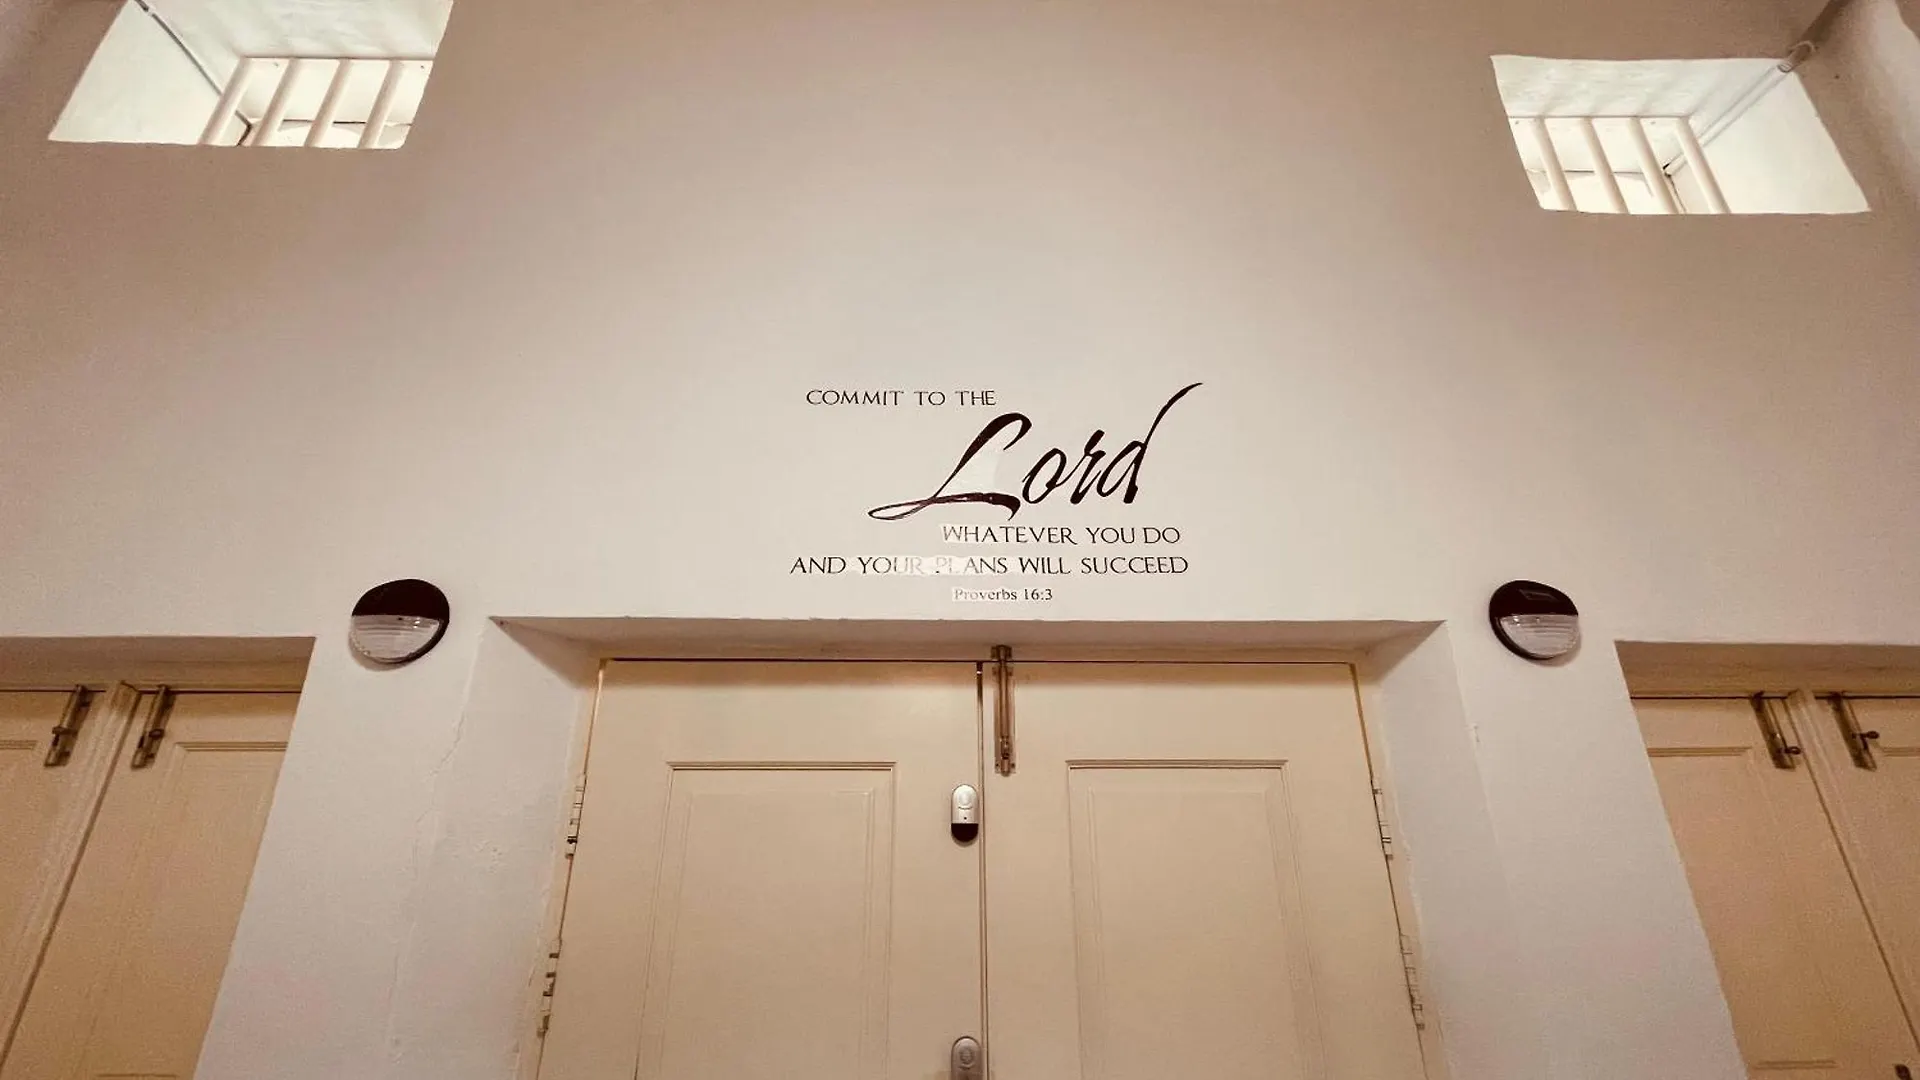 COMMIT TO THE
Lord
WHATEVER YOU DO
AND YOUR PLANS WILL SUCCEED
Proverbs 16:3